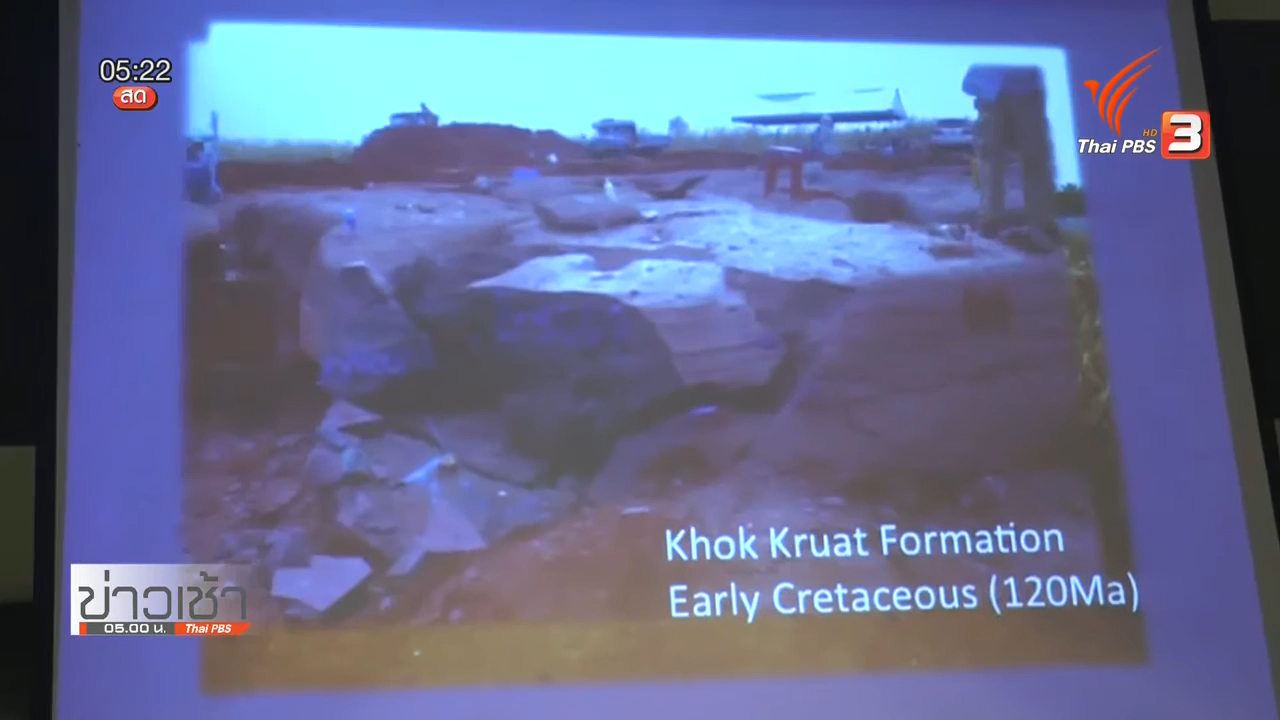 05:22
สด
HD
Thai PBS
3
Khok Kruat Formation
Early Cretaceous (120Ma)
ข่าวเช้า
05.00 น. Thai PBS